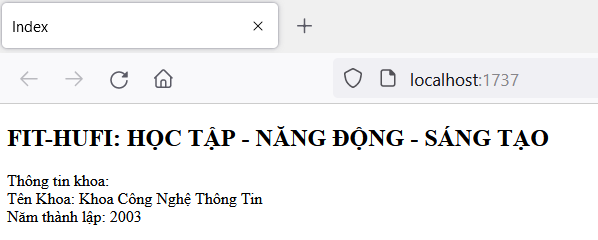 Index
localhost:1737
FIT-HUFI: HỌC TẬP - NĂNG ĐỘNG - SÁNG TẠO
Thông tin khoa:
Tên Khoa: Khoa Công Nghệ Thông Tin
Năm thành lập: 2003